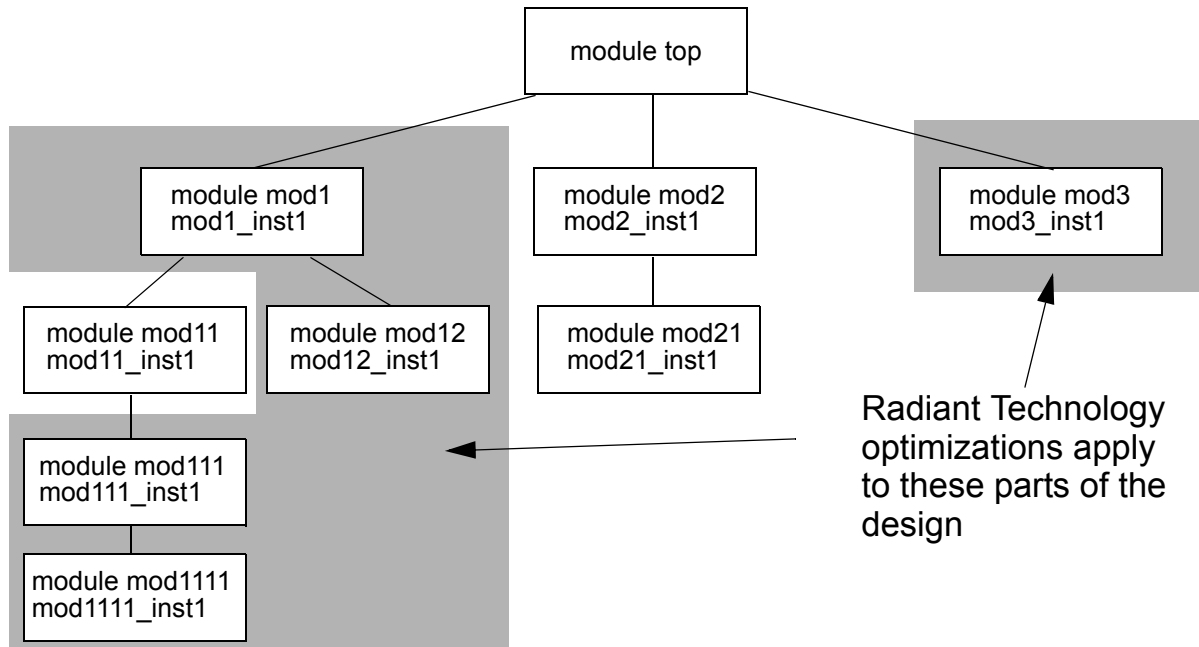 module top
module mod1
mod1_inst1
module mod2
mod2_inst1
module mod3
mod3_inst1
module mod11
mod11_inst1
module mod12
mod12_inst1
module mod21
mod21_inst1
module mod111
mod111_inst1
module mod1111
mod1111_inst1
Radiant Technology
optimizations apply
to these parts of the
design